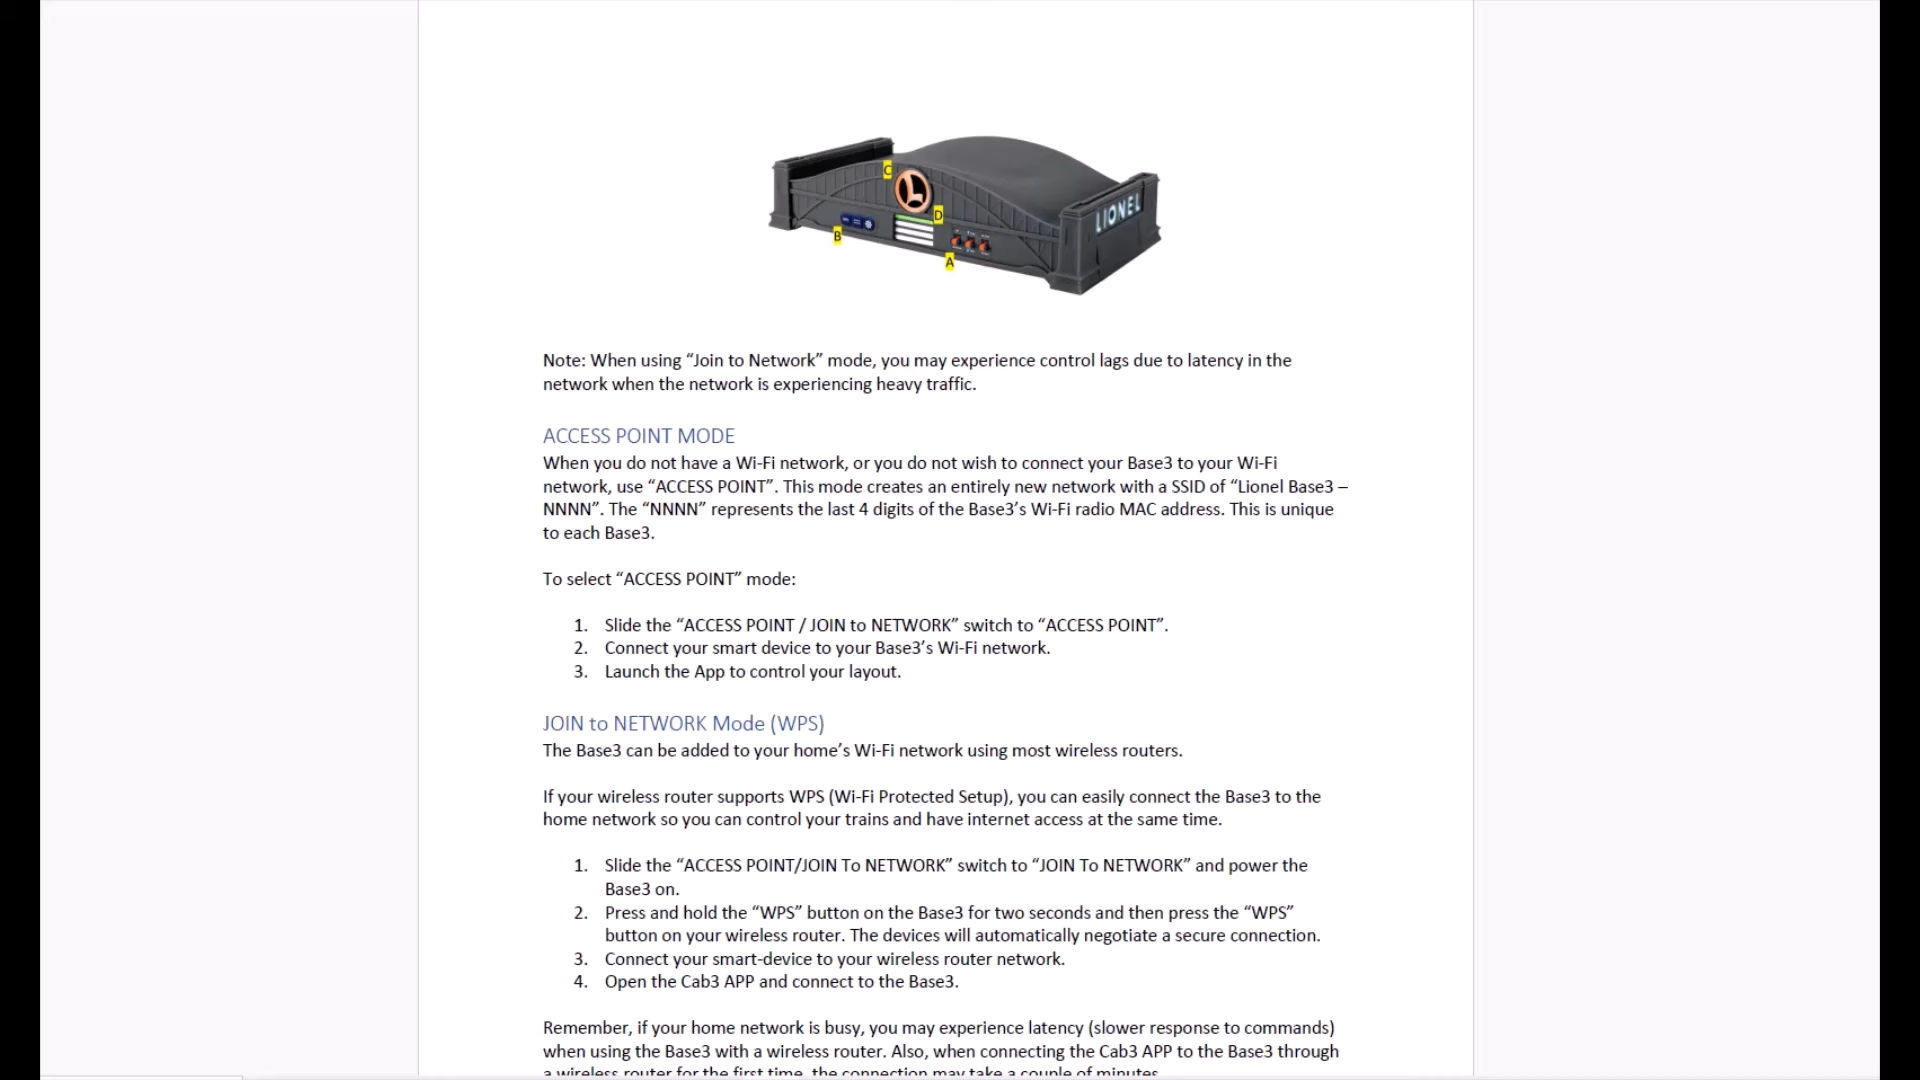 C
LIONEL
D
B
A
Note: When using “Join to Network” mode, you may experience control lags due to latency in the
network when the network is experiencing heavy traffic.
ACCESS POINT MODE
When you do not have a Wi-Fi network, or you do not wish to connect your Base3 to your Wi-Fi
network, use “ACCESS POINT”. This mode creates an entirely new network with a SSID of “Lionel Base3 –
NNNN”. The “NNNN” represents the last 4 digits of the Base3’s Wi-Fi radio MAC address. This is unique
to each Base3.
To select “ACCESS POINT” mode:
1. Slide the “ACCESS POINT / JOIN to NETWORK” switch to “ACCESS POINT”.
2. Connect your smart device to your Base3’s Wi-Fi network.
3. Launch the App to control your layout.
JOIN to NETWORK Mode (WPS)
The Base3 can be added to your home’s Wi-Fi network using most wireless routers.
If your wireless router supports WPS (Wi-Fi Protected Setup), you can easily connect the Base3 to the
home network so you can control your trains and have internet access at the same time.
1. Slide the “ACCESS POINT/JOIN To NETWORK” switch to “JOIN To NETWORK” and power the
Base3 on.
2. Press and hold the “WPS” button on the Base3 for two seconds and then press the “WPS”
button on your wireless router. The devices will automatically negotiate a secure connection.
3. Connect your smart-device to your wireless router network.
4. Open the Cab3 APP and connect to the Base3.
Remember, if your home network is busy, you may experience latency (slower response to commands)
when using the Base3 with a wireless router. Also, when connecting the Cab3 APP to the Base3 through
a wireless router for the first time, the connection may take a couple of minutes.